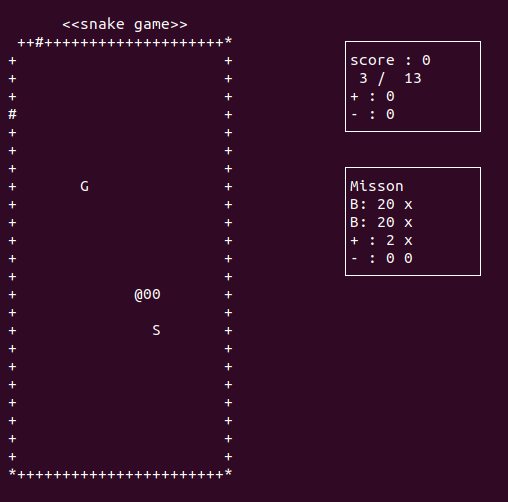 <<snake game>>
++#++++++++++++++++++++*
+ + score : 0
+ + 3 / 13
+ + + : 0
# + - : 0
+ +
+ +
+ +
+ G + Misson
+ + B: 20 x
+ + B: 20 x
+ + + : 2 x
+ + - : 0 0
+ +
+ @00 +
+ +
+ S +
+ +
+ +
+ +
+ +
+ +
+ +
+ +
*+++++++++++++++++++++++*